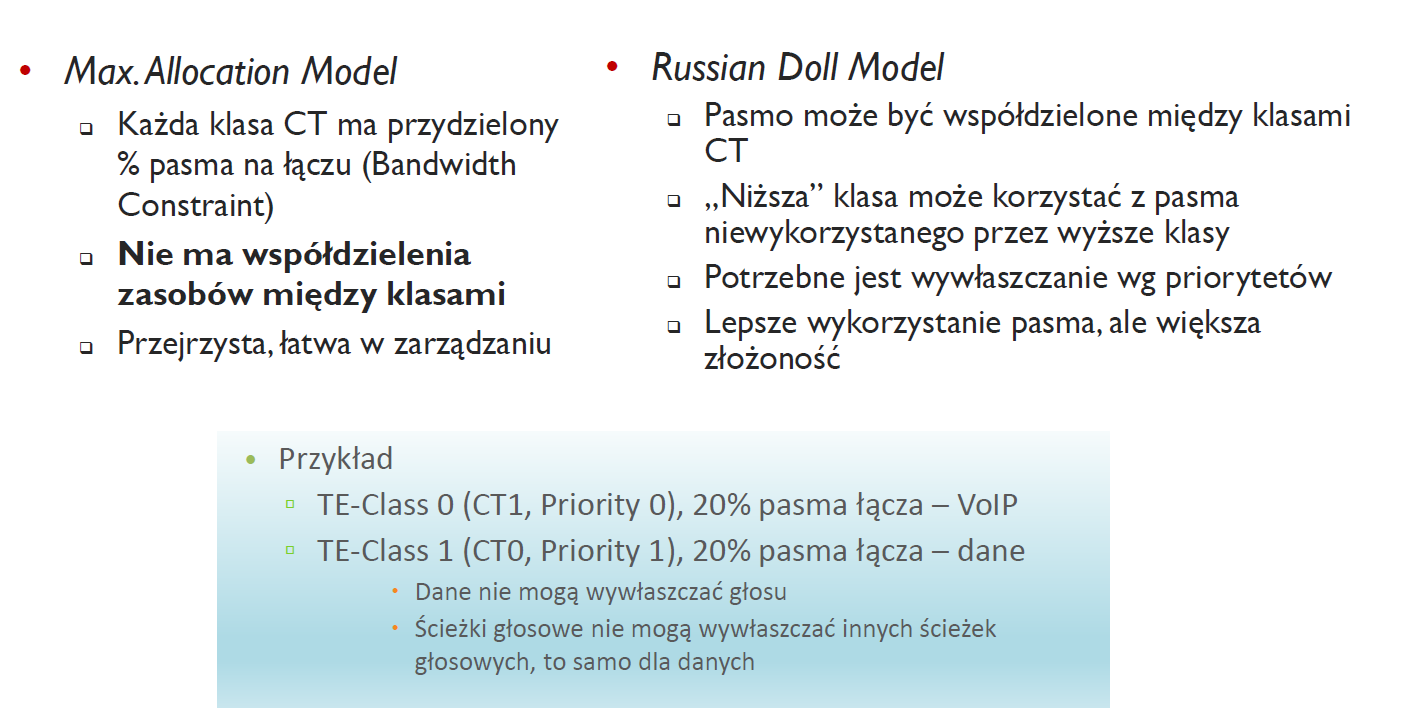 Max. Allocation Model
Każda klasa CT ma przydzielony
% pasma na łączu (Bandwidth
Constraint)
Nie ma współdzielenia
zasobów między klasami
Przejrzysta, łatwa w zarządzaniu
Russian Doll Model
Pasmo może być współdzielone między klasami
CT
„Niższa” klasa może korzystać z pasma
niewykorzystanego przez wyższe klasy
Potrzebne jest wywłaszczanie wg priorytetów
Lepsze wykorzystanie pasma, ale większa
złożoność
Przykład
TE-Class 0 (CT1, Priority 0), 20% pasma łącza – VoIP
TE-Class 1 (CT0, Priority 1), 20% pasma łącza – dane
Dane nie mogą wywłaszczać głosu
Ścieżki głosowe nie mogą wywłaszczać innych ścieżek
głosowych, to samo dla danych